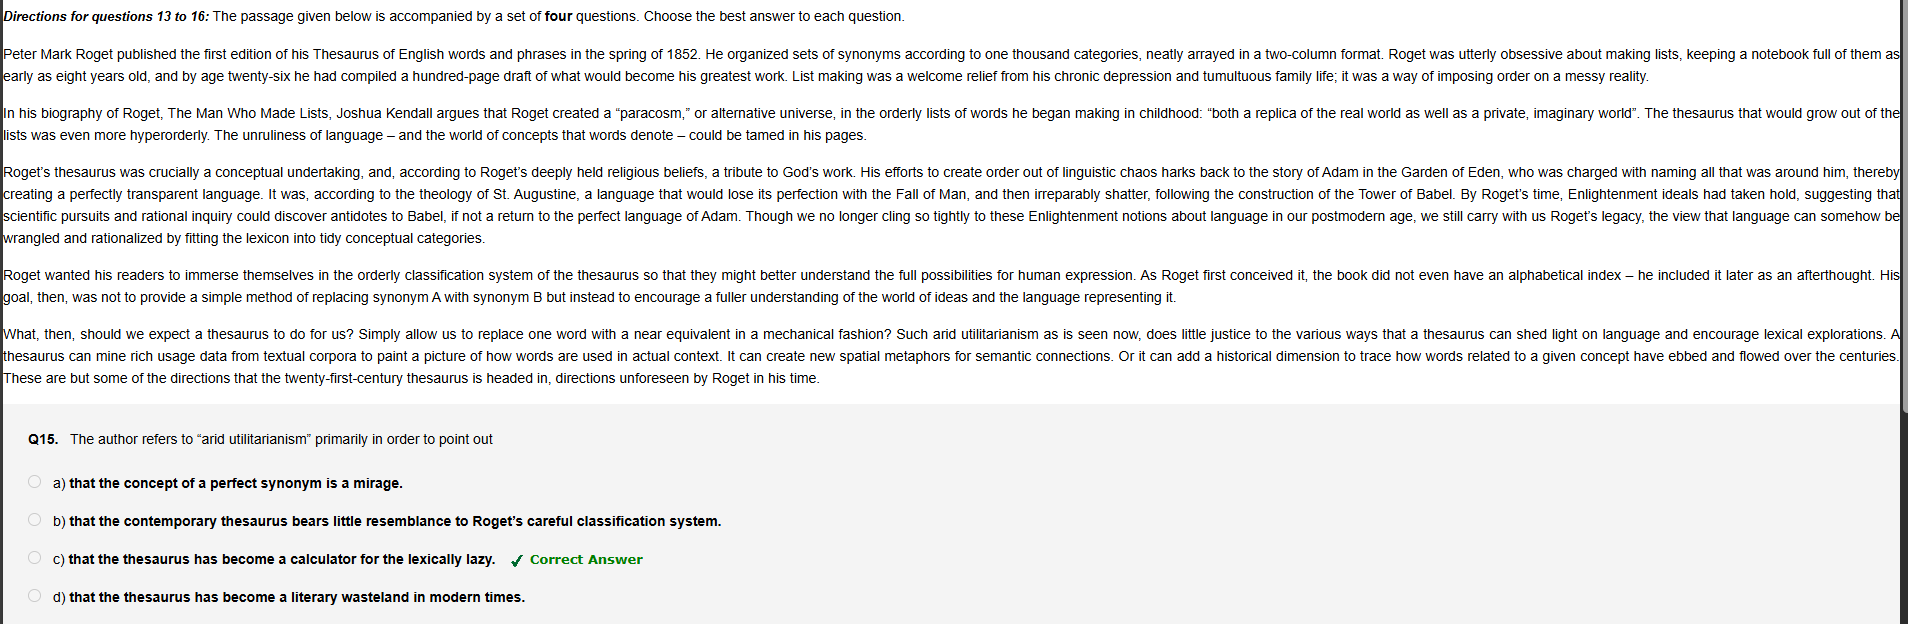 Directions for questions 13 to 16: The passage given below is accompanied by a set of four questions. Choose the best answer to each question.
Peter Mark Roget published the first edition of his Thesaurus of English words and phrases in the spring of 1852. He organized sets of synonyms according to one thousand categories, neatly arrayed in a two-column format. Roget was utterly obsessive about making lists, keeping a notebook full of them as
early as eight years old, and by age twenty-six he had compiled a hundred-page draft of what would become his greatest work. List making was a welcome relief from his chronic depression and tumultuous family life; it was a way of imposing order on a messy reality.
In his biography of Roget, The Man Who Made Lists, Joshua Kendall argues that Roget created a “paracosm,” or alternative universe, in the orderly lists of words he began making in childhood: “both a replica of the real world as well as a private, imaginary world”. The thesaurus that would grow out of the
lists was even more hyperorderly. The unruliness of language – and the world of concepts that words denote – could be tamed in his pages.
Roget’s thesaurus was crucially a conceptual undertaking, and, according to Roget’s deeply held religious beliefs, a tribute to God’s work. His efforts to create order out of linguistic chaos harks back to the story of Adam in the Garden of Eden, who was charged with naming all that was around him, thereby
creating a perfectly transparent language. It was, according to the theology of St. Augustine, a language that would lose its perfection with the Fall of Man, and then irreparably shatter, following the construction of the Tower of Babel. By Roget’s time, Enlightenment ideals had taken hold, suggesting that
scientific pursuits and rational inquiry could discover antidotes to Babel, if not a return to the perfect language of Adam. Though we no longer cling so tightly to these Enlightenment notions about language in our postmodern age, we still carry with us Roget’s legacy, the view that language can somehow be
wrangled and rationalized by fitting the lexicon into tidy conceptual categories.
Roget wanted his readers to immerse themselves in the orderly classification system of the thesaurus so that they might better understand the full possibilities for human expression. As Roget first conceived it, the book did not even have an alphabetical index – he included it later as an afterthought. His
goal, then, was not to provide a simple method of replacing synonym A with synonym B but instead to encourage a fuller understanding of the world of ideas and the language representing it.
What, then, should we expect a thesaurus to do for us? Simply allow us to replace one word with a near equivalent in a mechanical fashion? Such arid utilitarianism as is seen now, does little justice to the various ways that a thesaurus can shed light on language and encourage lexical explorations. A
thesaurus can mine rich usage data from textual corpora to paint a picture of how words are used in actual context. It can create new spatial metaphors for semantic connections. Or it can add a historical dimension to trace how words related to a given concept have ebbed and flowed over the centuries.
These are but some of the directions that the twenty-first-century thesaurus is headed in, directions unforeseen by Roget in his time.
Q15. The author refers to “arid utilitarianism” primarily in order to point out
a) that the concept of a perfect synonym is a mirage.
b) that the contemporary thesaurus bears little resemblance to Roget’s careful classification system.
c) that the thesaurus has become a calculator for the lexically lazy. ✓ Correct Answer
d) that the thesaurus has become a literary wasteland in modern times.